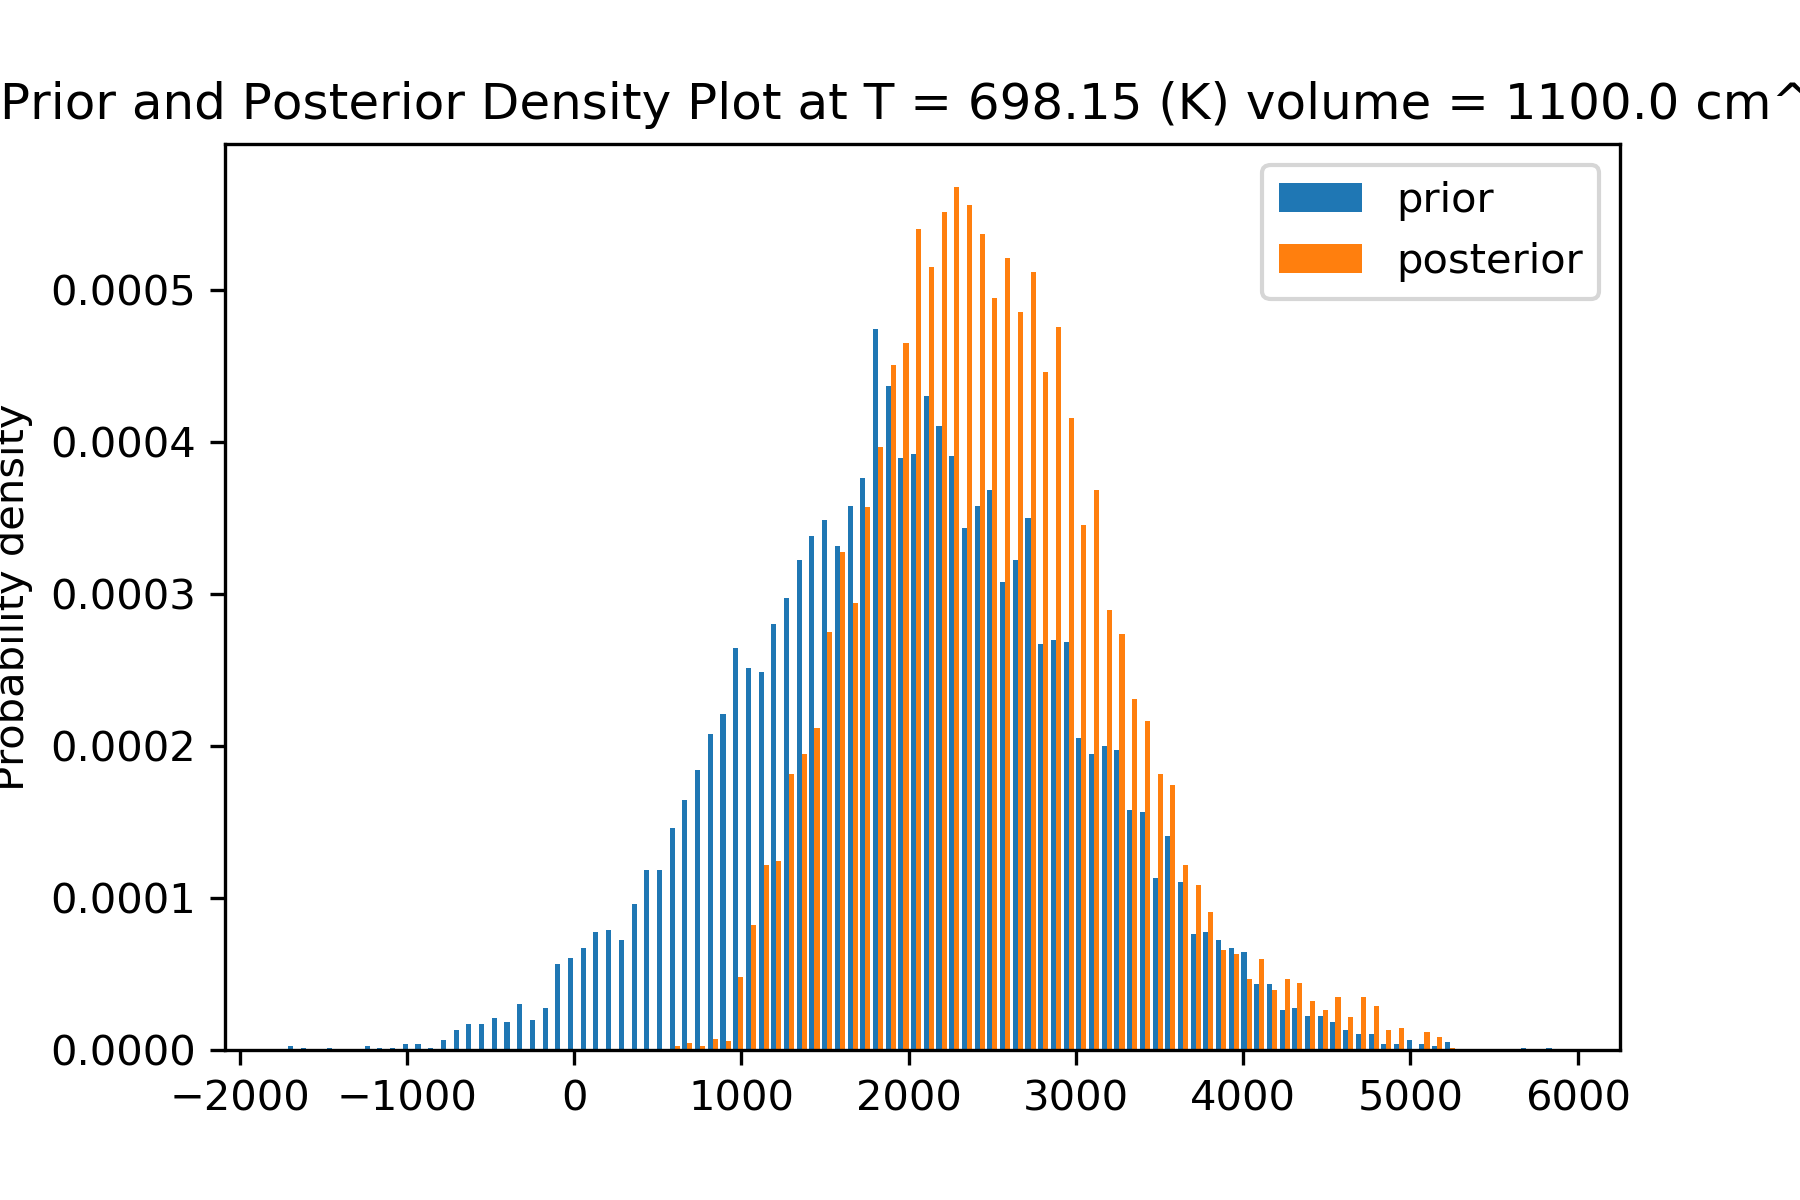 Prior and Posterior Density Plot at T = 698.15 (K) volume = 1100.0 cm^
prior
posterior
Probability density
0.0005
0.0004
0.0003
0.0002
0.0001
0.0000
−2000 −1000 0 1000 2000 3000 4000 5000 6000